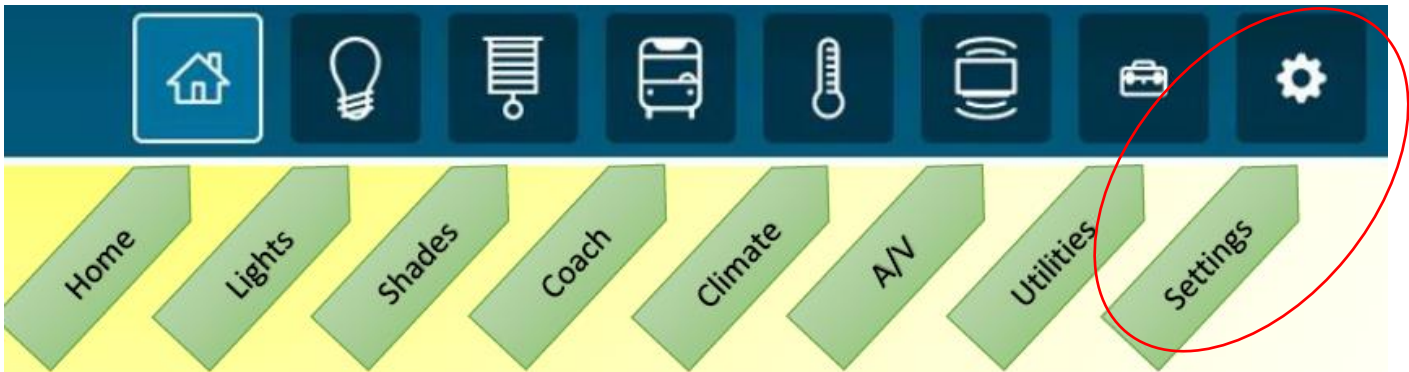 Home
Lights
Shades
Coach
Climate
A/V
Utilities
Settings